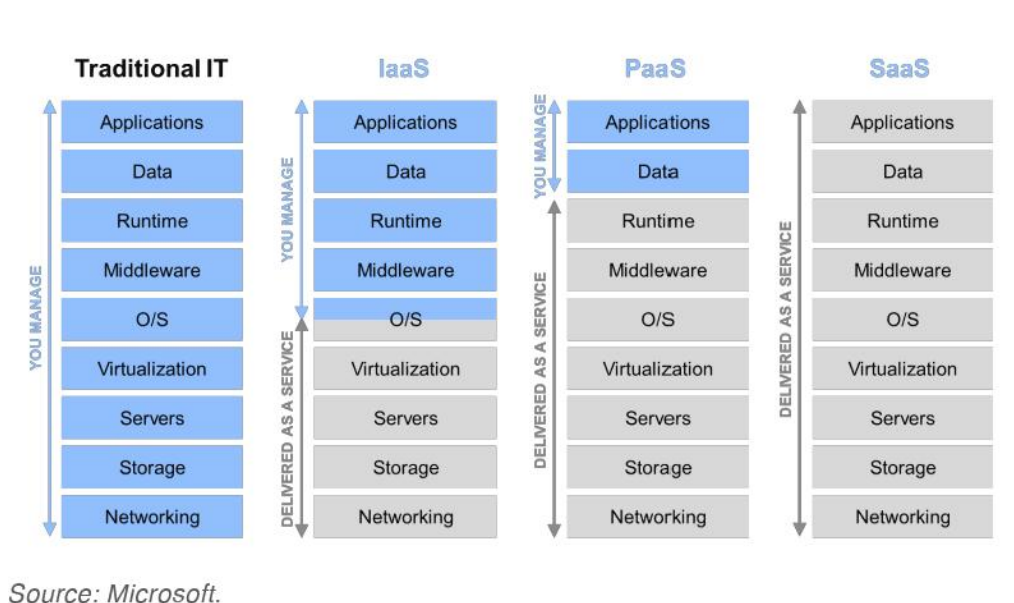 Traditional IT
IaaS
PaaS
SaaS
YOU MANAGE
Applications
Data
Runtime
Middleware
O/S
Virtualization
Servers
Storage
Networking
YOU MANAGE
DELIVERED AS A SERVICE
Applications
Data
Runtime
Middleware
O/S
Virtualization
Servers
Storage
Networking
YOU MANAGE
DELIVERED AS A SERVICE
Applications
Data
Runtime
Middleware
O/S
Virtualization
Servers
Storage
Networking
DELIVERED AS A SERVICE
Applications
Data
Runtime
Middleware
O/S
Virtualization
Servers
Storage
Networking
Source: Microsoft.